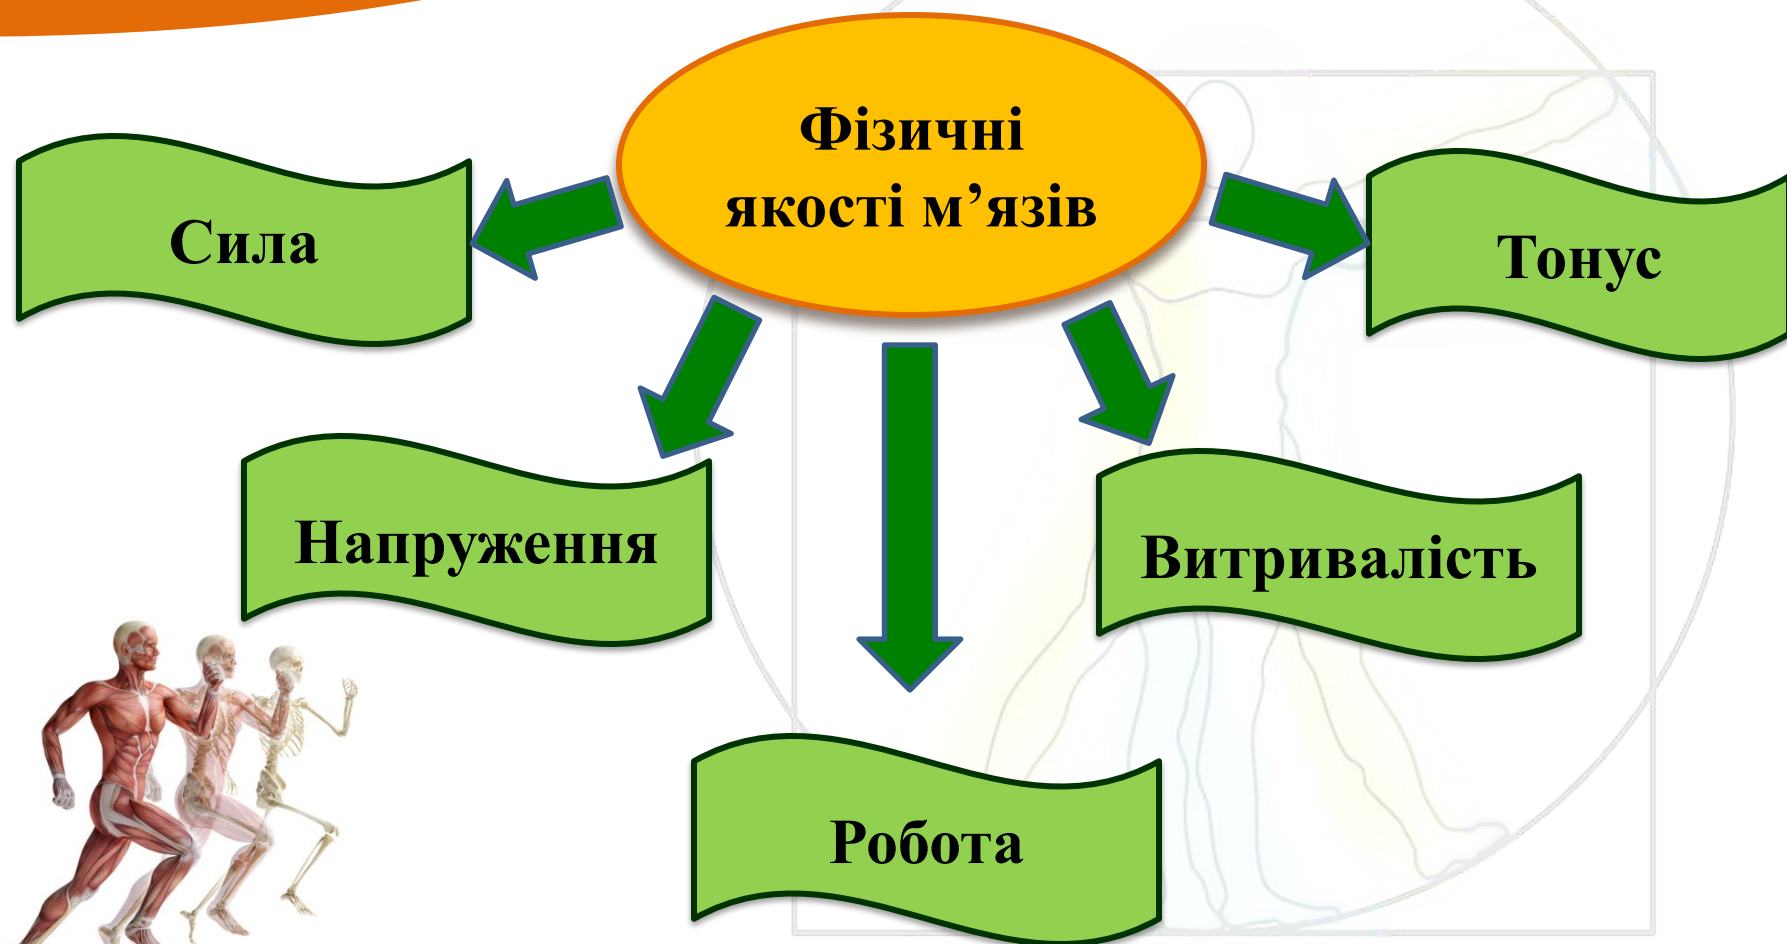 Фізичні
якості м’язів
Сила
Тонус
Напруження
Витривалість
Робота